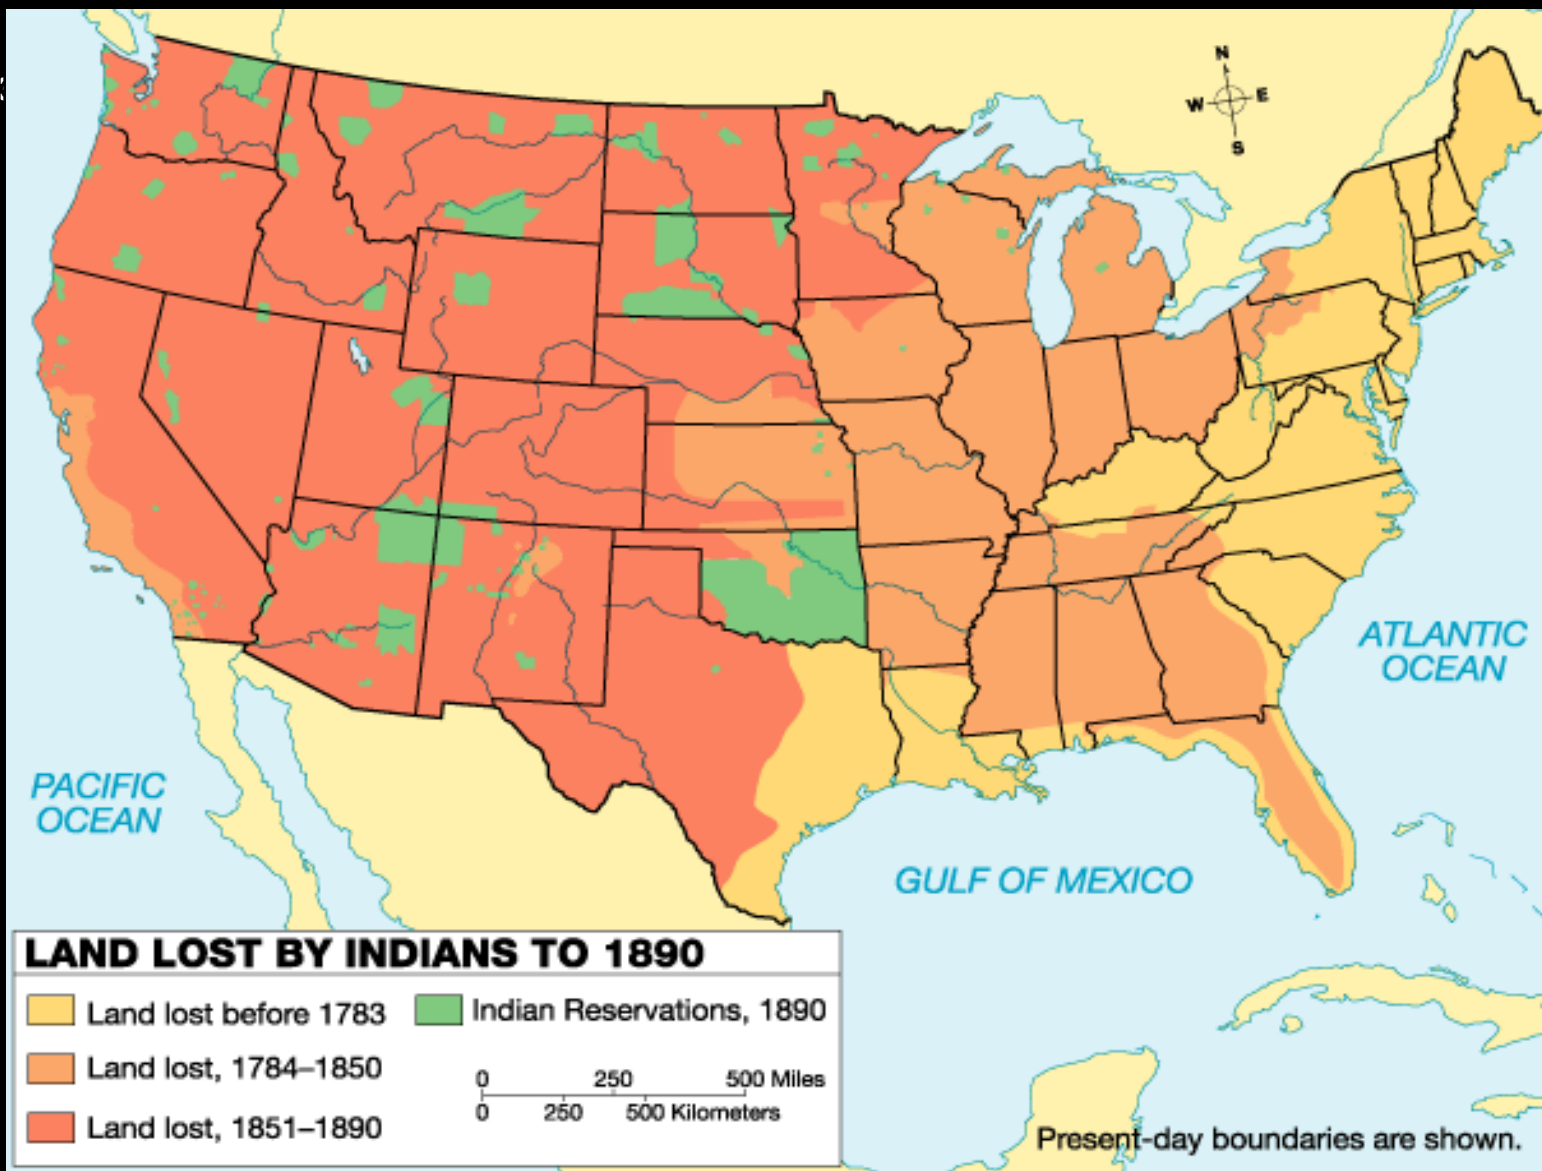 N
W E
S
ATLANTIC
OCEAN
PACIFIC
OCEAN
GULF OF MEXICO
LAND LOST BY INDIANS TO 1890
Land lost before 1783
Indian Reservations, 1890
Land lost, 1784–1850
Land lost, 1851–1890
0 250 500 Miles
0 250 500 Kilometers
Present-day boundaries are shown.